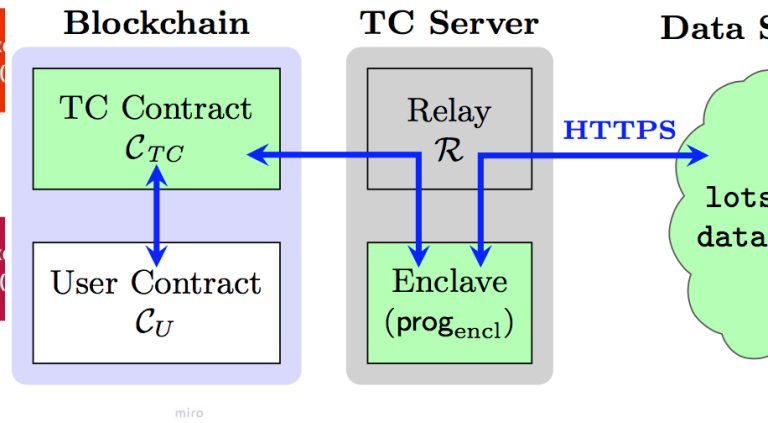 Blockchain
TC Contract
C_TC
User Contract
C_U
TC Server
Relay
R
Enclave
(prog_encl)
HTTPS
Data S
lots
data
miro